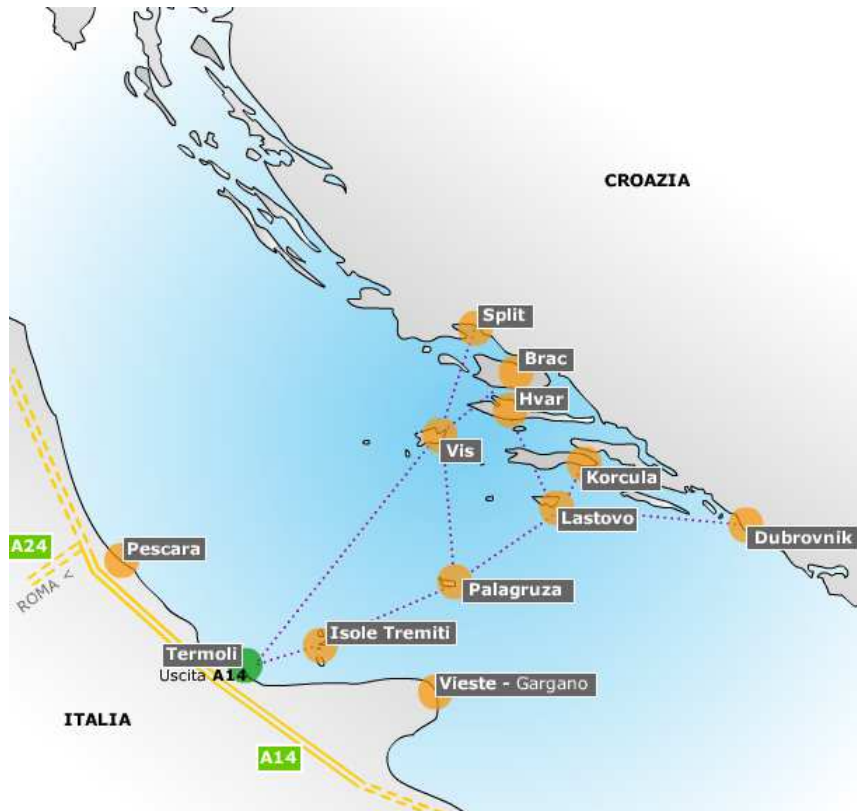 CROAZIA
Split
Brac
Hvar
Vis
Korcula
Lastovo
Dubrovnik
A24
Pescara
ROMA <
Palagruza
Isole Tremiti
Termoli
Uscita A14
Vieste - Gargano
ITALIA
A14